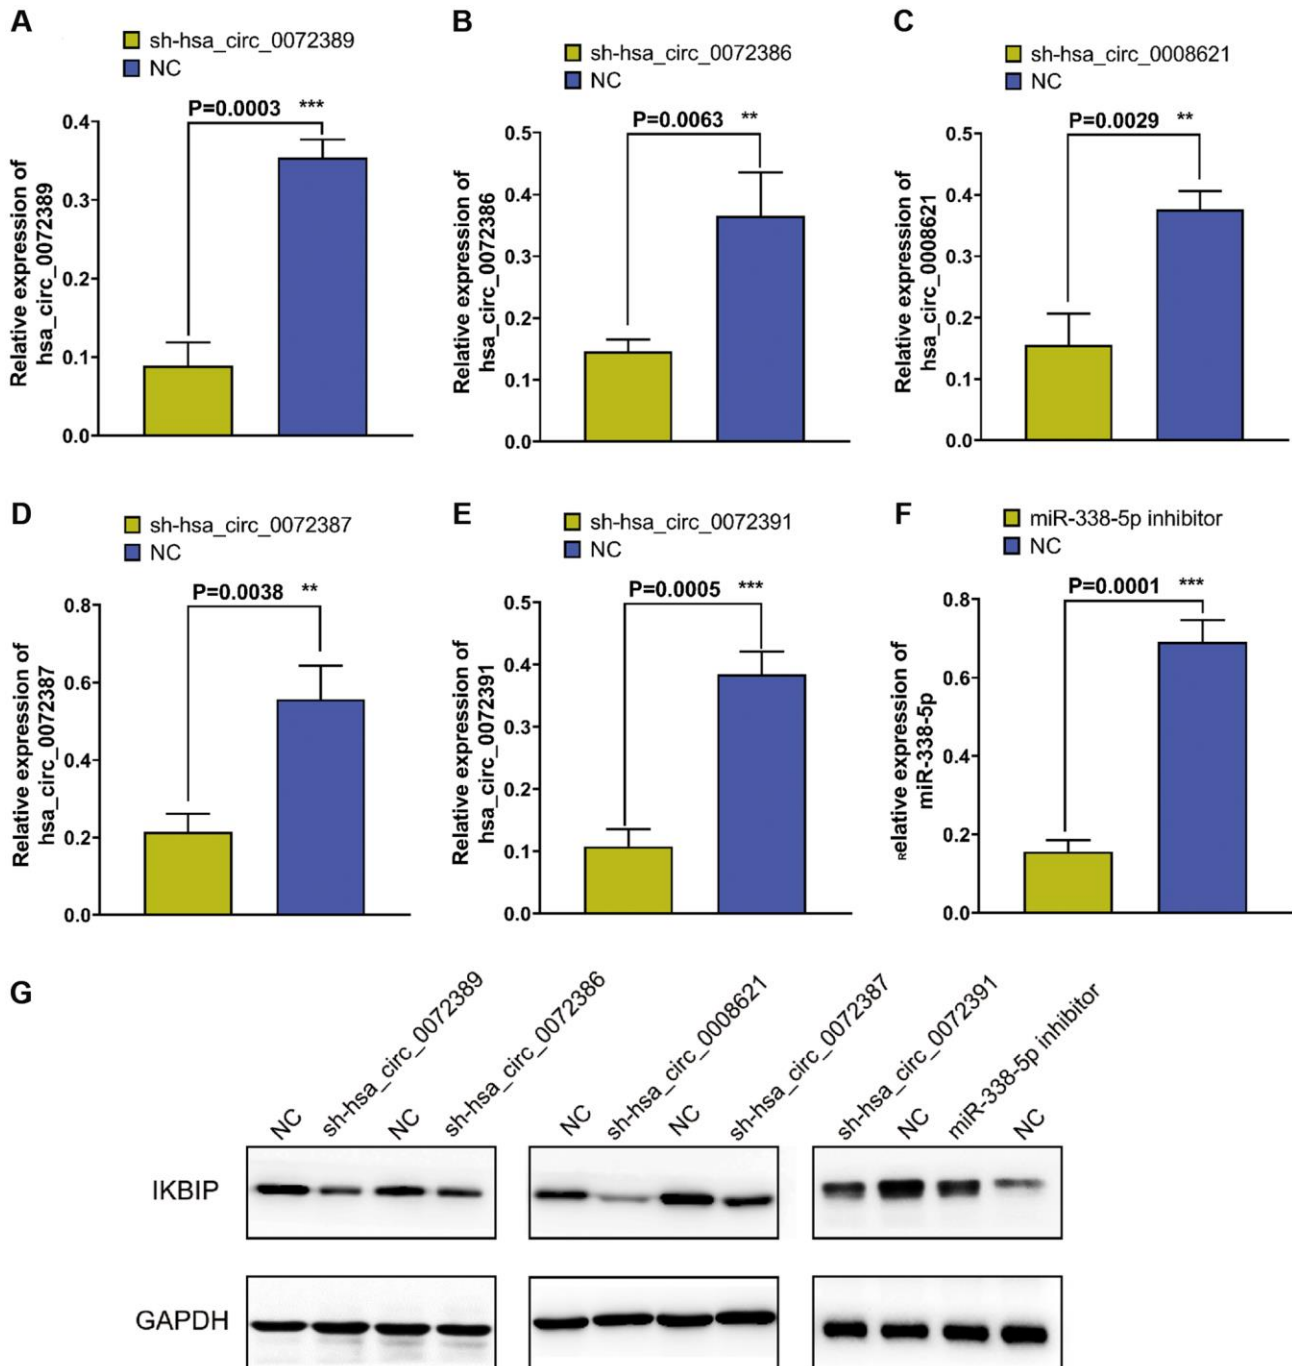 A
sh-hsa_circ_0072389
NC
P=0.0003 ***
Relative expression of
hsa_circ_0072389
0.4
0.3
0.2
0.1
0.0
B
sh-hsa_circ_0072386
NC
P=0.0063 **
Relative expression of
hsa_circ_0072386
0.5
0.4
0.3
0.2
0.1
0.0
C
sh-hsa_circ_0008621
NC
P=0.0029 **
Relative expression of
hsa_circ_0008621
0.5
0.4
0.3
0.2
0.1
0.0
D
sh-hsa_circ_0072387
NC
P=0.0038 **
Relative expression of
hsa_circ_0072387
0.8
0.6
0.4
0.2
0.0
E
sh-hsa_circ_0072391
NC
P=0.0005 ***
Relative expression of
hsa_circ_0072391
0.5
0.4
0.3
0.2
0.1
0.0
F
miR-338-5p inhibitor
NC
P=0.0001 ***
Relative expression of
miR-338-5p
0.8
0.6
0.4
0.2
0.0
G
NC
sh-hsa_circ_0072389
NC
sh-hsa_circ_0072386
NC
sh-hsa_circ_0008621
NC
sh-hsa_circ_0072387
sh-hsa_circ_0072391
NC
miR-338-5p inhibitor
NC
IKBIP
GAPDH